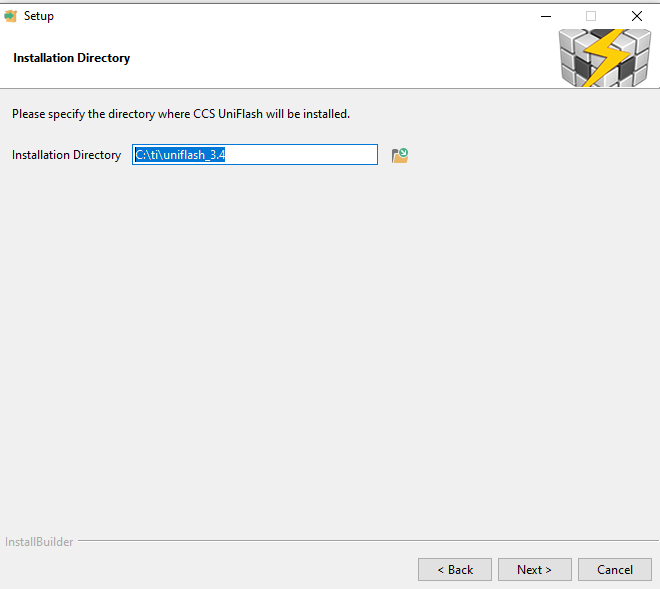 Setup
Installation Directory
Please specify the directory where CCS UniFlash will be installed.
Installation Directory C:\ti\uniflash_3.4
InstallBuilder
< Back Next > Cancel